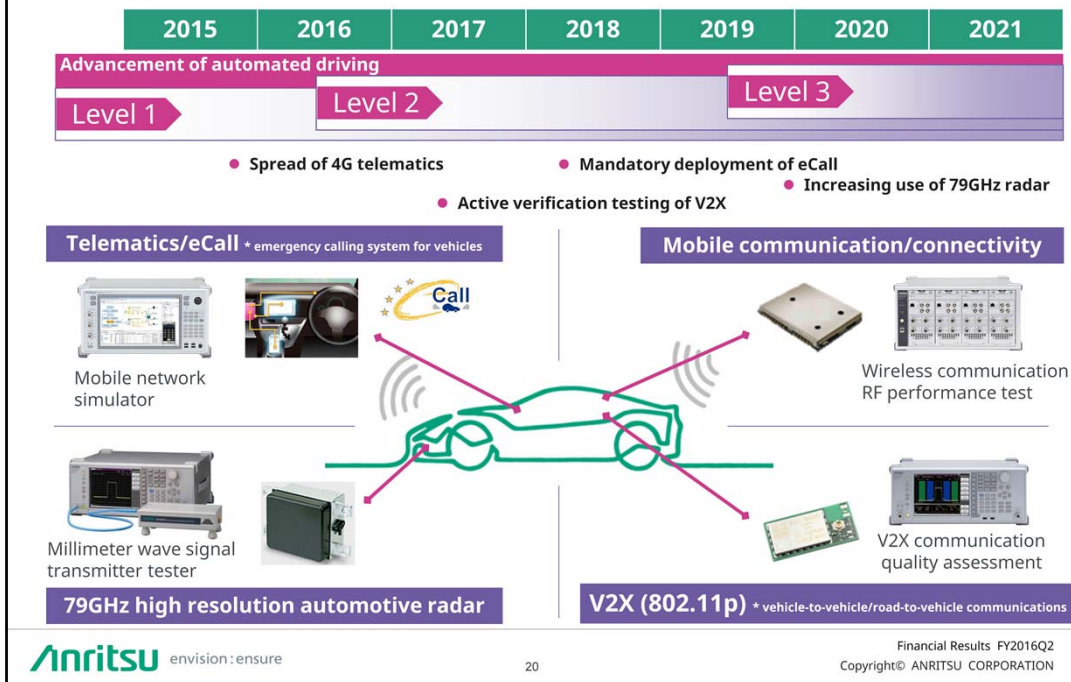 2015 2016 2017 2018 2019 2020 2021
Advancement of automated driving
Level 1
Level 2
Level 3
Spread of 4G telematics
Mandatory deployment of eCall
Increasing use of 79GHz radar
Active verification testing of V2X
Telematics/eCall * emergency calling system for vehicles
Mobile communication/connectivity
Call
Mobile network
simulator
Wireless communication
RF performance test
Millimeter wave signal
transmitter tester
V2X communication
quality assessment
79GHz high resolution automotive radar
V2X (802.11p) * vehicle-to-vehicle/road-to-vehicle communications
Anritsu envision : ensure
20
Financial Results FY2016Q2
Copyright© ANRITSU CORPORATION